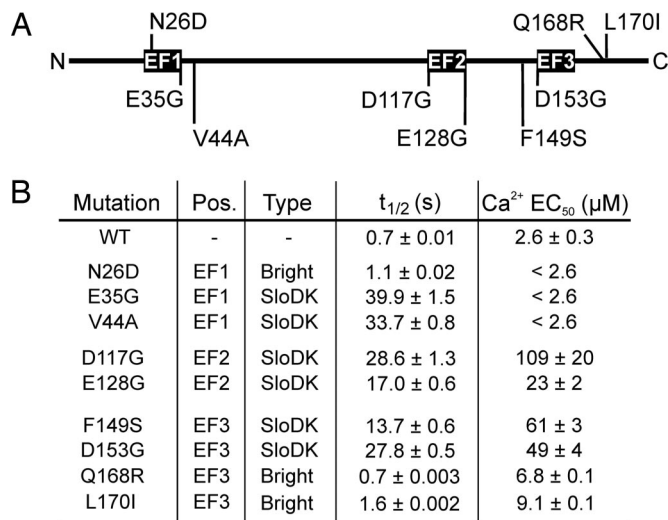 A
N26D Q168R L170I
N EF1 EF2 EF3 C
E35G D117G D153G
V44A E128G F149S
B
Mutation Pos. Type t1/2 (s) Ca2+ EC50 (µM)
WT - - 0.7 ± 0.01 2.6 ± 0.3
N26D EF1 Bright 1.1 ± 0.02 < 2.6
E35G EF1 SloDK 39.9 ± 1.5 < 2.6
V44A EF1 SloDK 33.7 ± 0.8 < 2.6
D117G EF2 SloDK 28.6 ± 1.3 109 ± 20
E128G EF2 SloDK 17.0 ± 0.6 23 ± 2
F149S EF3 SloDK 13.7 ± 0.6 61 ± 3
D153G EF3 SloDK 27.8 ± 0.5 49 ± 4
Q168R EF3 Bright 0.7 ± 0.003 6.8 ± 0.1
L170I EF3 Bright 1.6 ± 0.002 9.1 ± 0.1